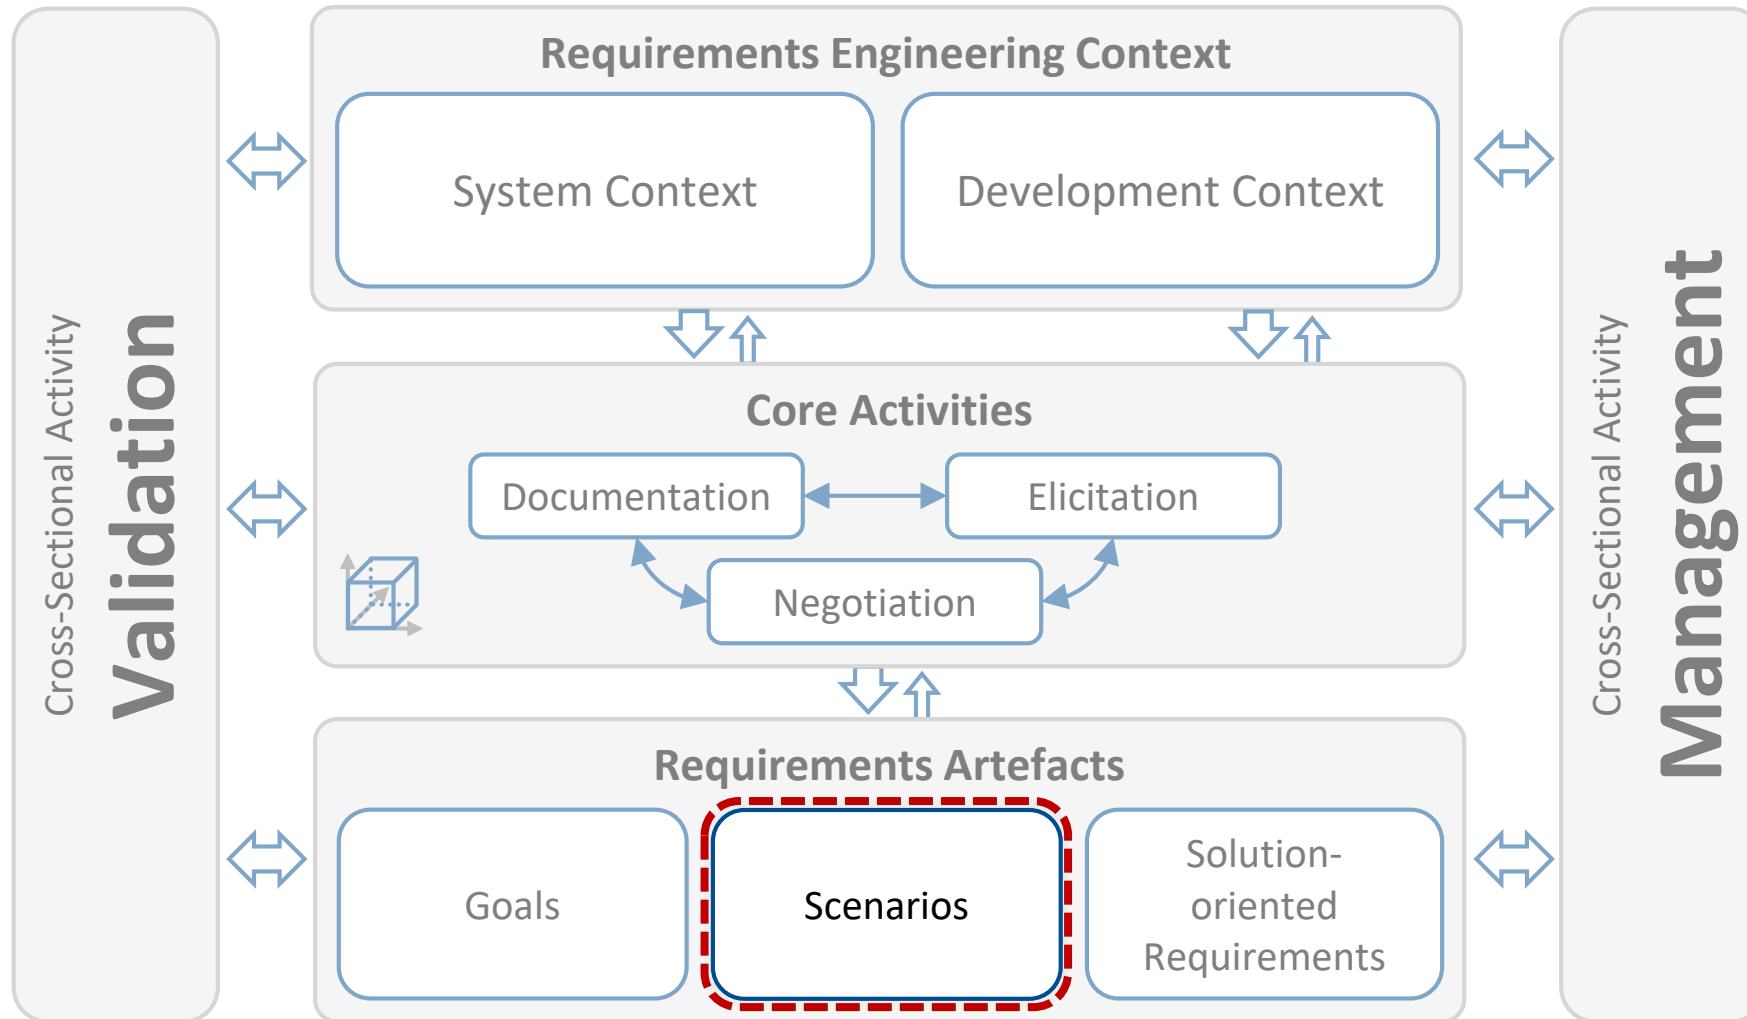 Cross-Sectional Activity
Validation
Requirements Engineering Context
System Context
Development Context
Core Activities
Documentation
Elicitation
Negotiation
Requirements Artefacts
Goals
Scenarios
Solution-
oriented
Requirements
Cross-Sectional Activity
Management